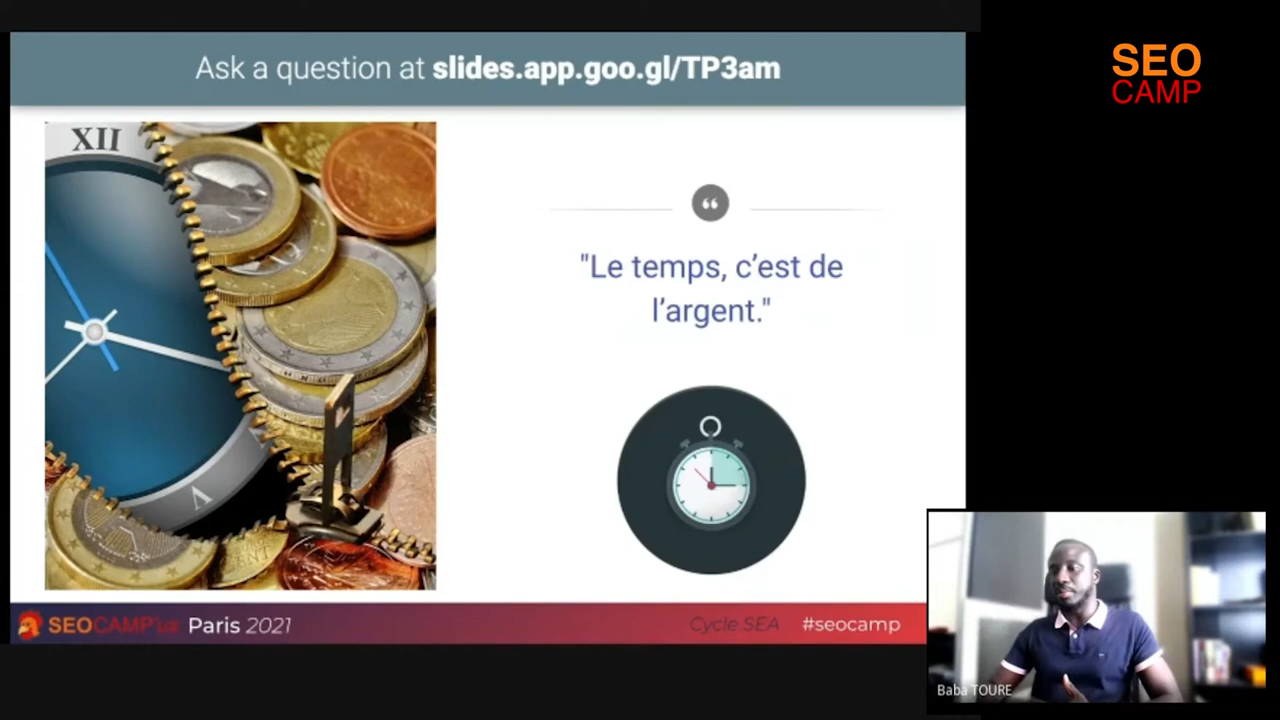 Ask a question at slides.app.goo.gl/TP3am
SEO
CAMP
XII
“
"Le temps, c’est de
l’argent."
V
CENT
SEOCAMP'us Paris 2021
Cycle SEA #seocamp
Baba TOURE